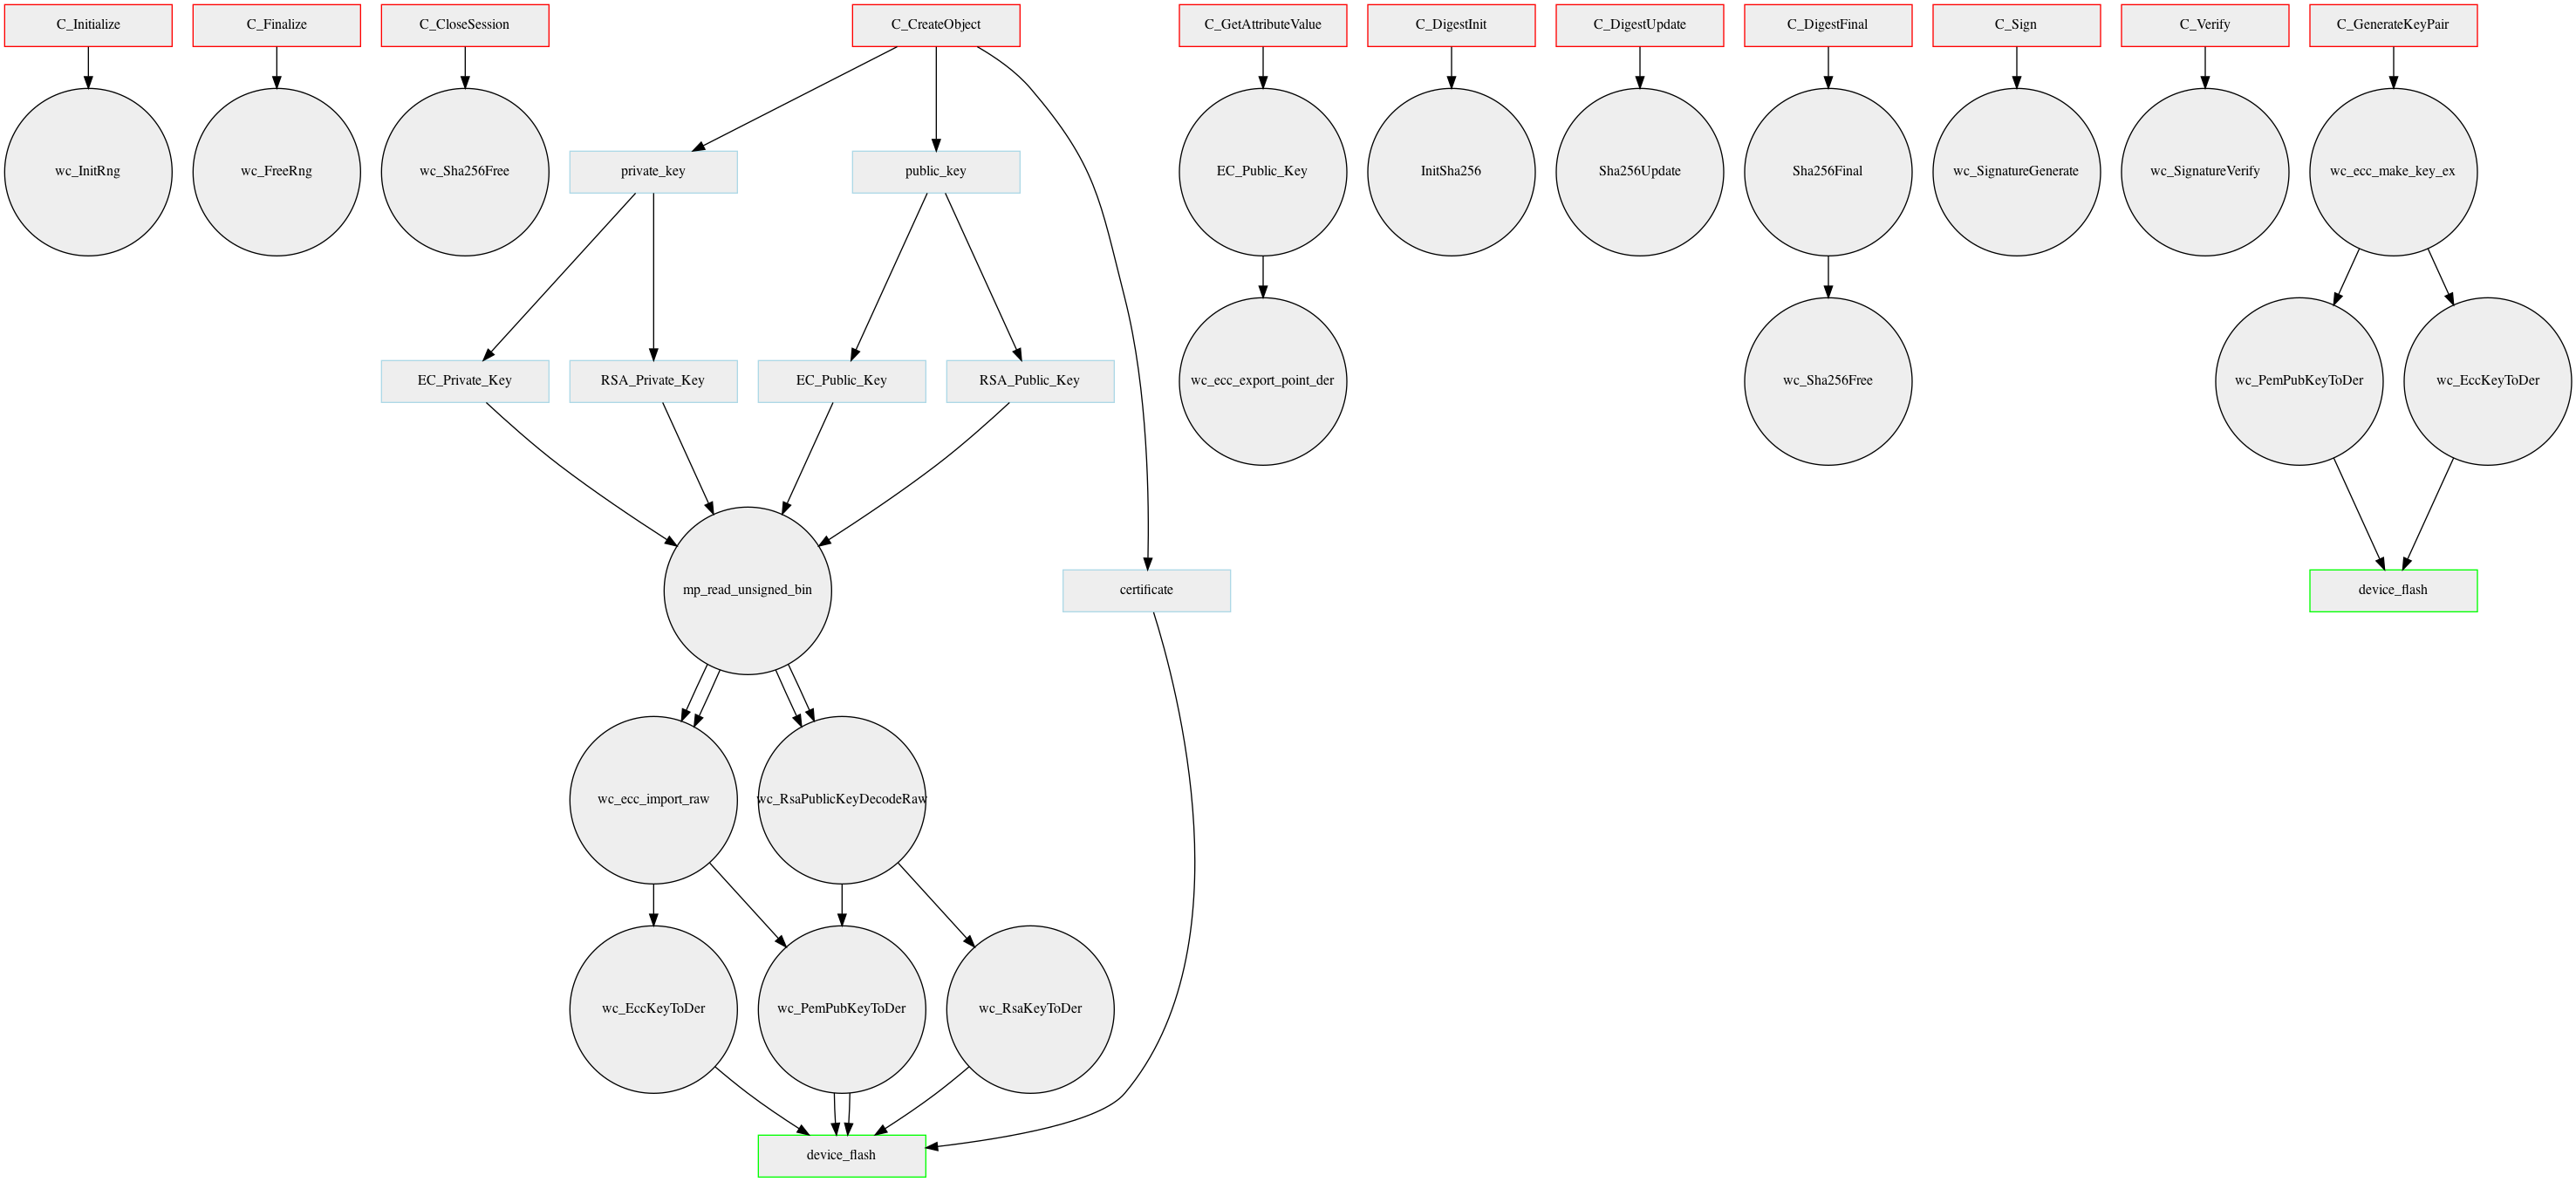 C_Initialize
C_Finalize
C_CloseSession
C_CreateObject
C_GetAttributeValue
C_DigestInit
C_DigestUpdate
C_DigestFinal
C_Sign
C_Verify
C_GenerateKeyPair
wc_InitRng
wc_FreeRng
wc_Sha256Free
private_key
public_key
EC_Public_Key
InitSha256
Sha256Update
Sha256Final
wc_SignatureGenerate
wc_SignatureVerify
wc_ecc_make_key_ex
EC_Private_Key
RSA_Private_Key
EC_Public_Key
RSA_Public_Key
wc_ecc_export_point_der
wc_Sha256Free
wc_PemPubKeyToDer
wc_EccKeyToDer
mp_read_unsigned_bin
certificate
device_flash
wc_ecc_import_raw
wc_RsaPublicKeyDecodeRaw
wc_EccKeyToDer
wc_PemPubKeyToDer
wc_RsaKeyToDer
device_flash